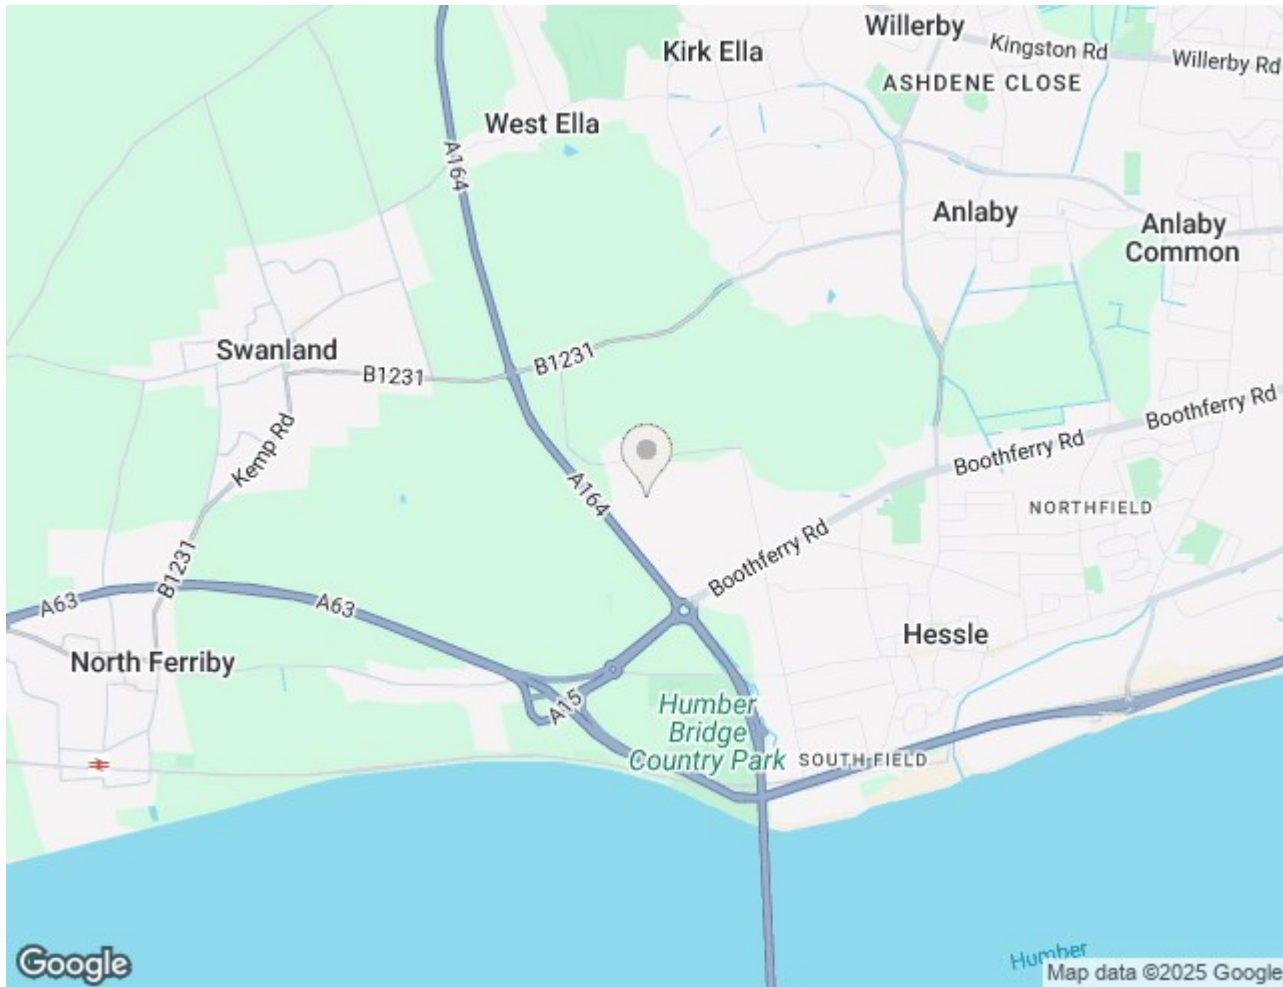 Willerby
Kingston Rd
Willerby Rd
Kirk Ella
ASHDENE CLOSE
West Ella
A164
Anlaby
Anlaby
Common
Swanland
B1231
B1231
Kemp Rd
Boothferry Rd
Boothferry Rd
A164
NORTHFIELD
Boothferry Rd
B1231
A63
A63
Hessle
North Ferriby
A15
Humber
Bridge
Country Park
SOUTH FIELD
Humber
Google
Map data ©2025 Google